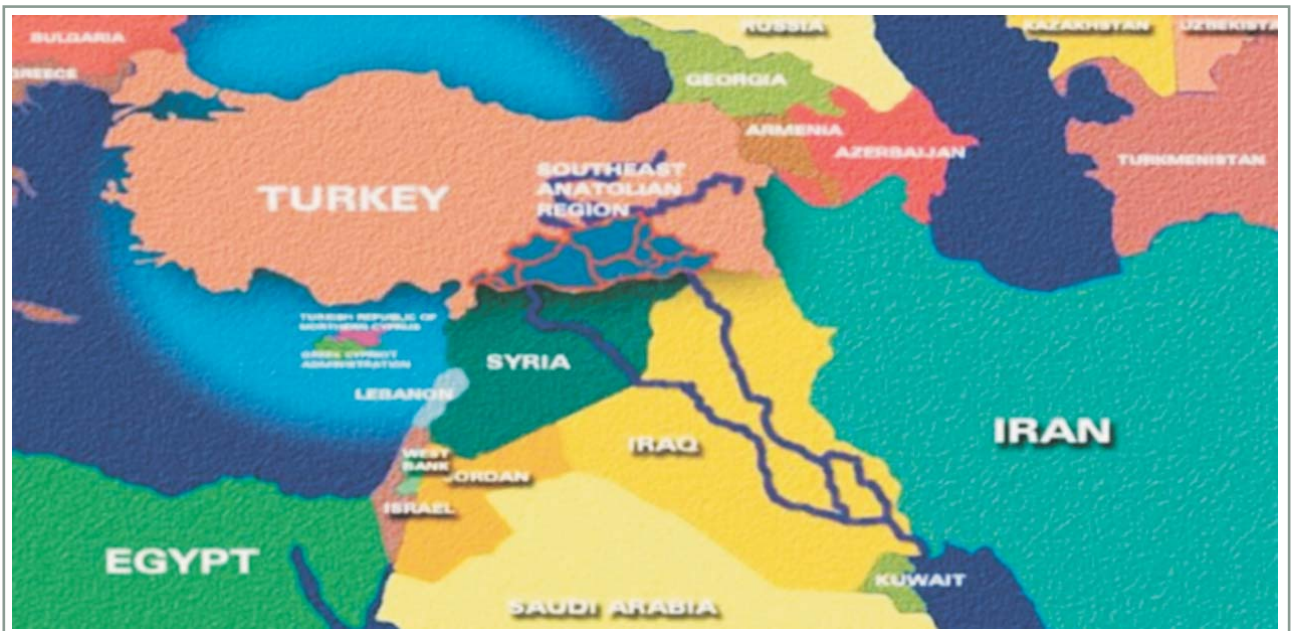 RUSSIA
KAZAKHSTAN
UZBEKISTA
BULGARIA
GREECE
GEORGIA
ARMENIA
AZERBAIJAN
TURKMENISTAN
TURKEY
SOUTHEAST
ANATOLIAN
REGION
TURKISH REPUBLIC OF
NORTHERN CYPRUS
GREEK CYPRIOT
ADMINISTRATION
SYRIA
LEBANON
IRAN
IRAQ
WEST
BANK
JORDAN
ISRAEL
EGYPT
KUWAIT
SAUDI ARABIA